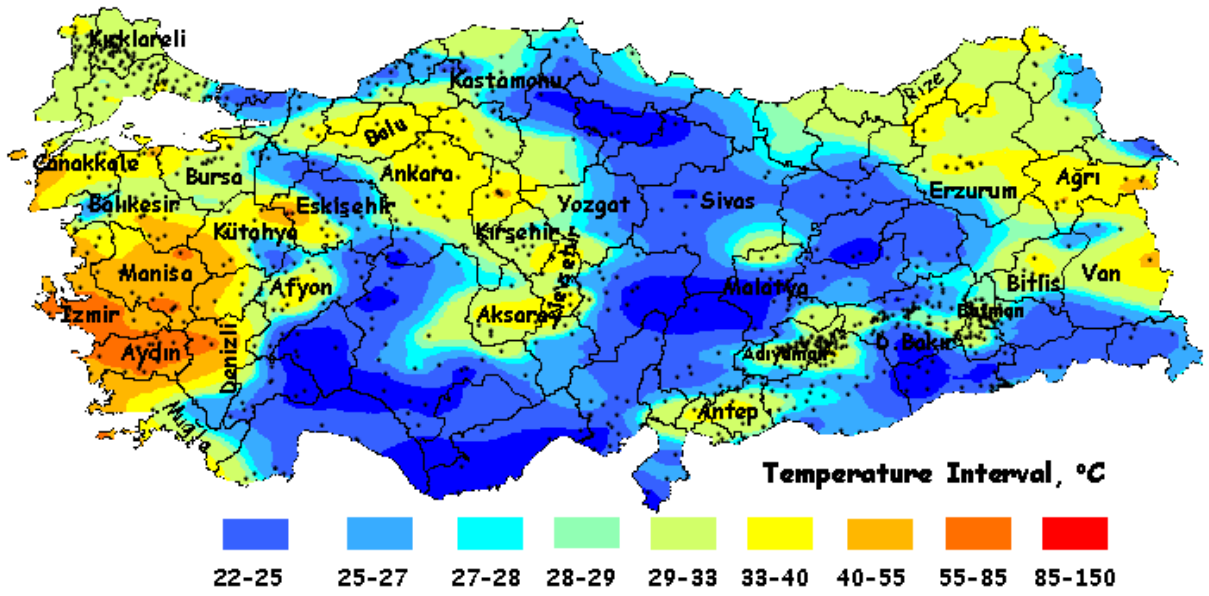 Kırklareli
Kastamonu
Rize
Bolu
Çanakkale
Bursa
Ankara
Erzurum
Ağrı
Balıkesir
Eskişehir
Yozgat
Sivas
Kütahya
Kırşehir
Nevşehir
Manisa
Afyon
Malatya
Bitlis
Van
İzmir
Aksaray
Batman
Aydın
Denizli
Adıyaman
D. Bakır
Muğla
Antep
Temperature Interval, °C
22-25 25-27 27-28 28-29 29-33 33-40 40-55 55-85 85-150